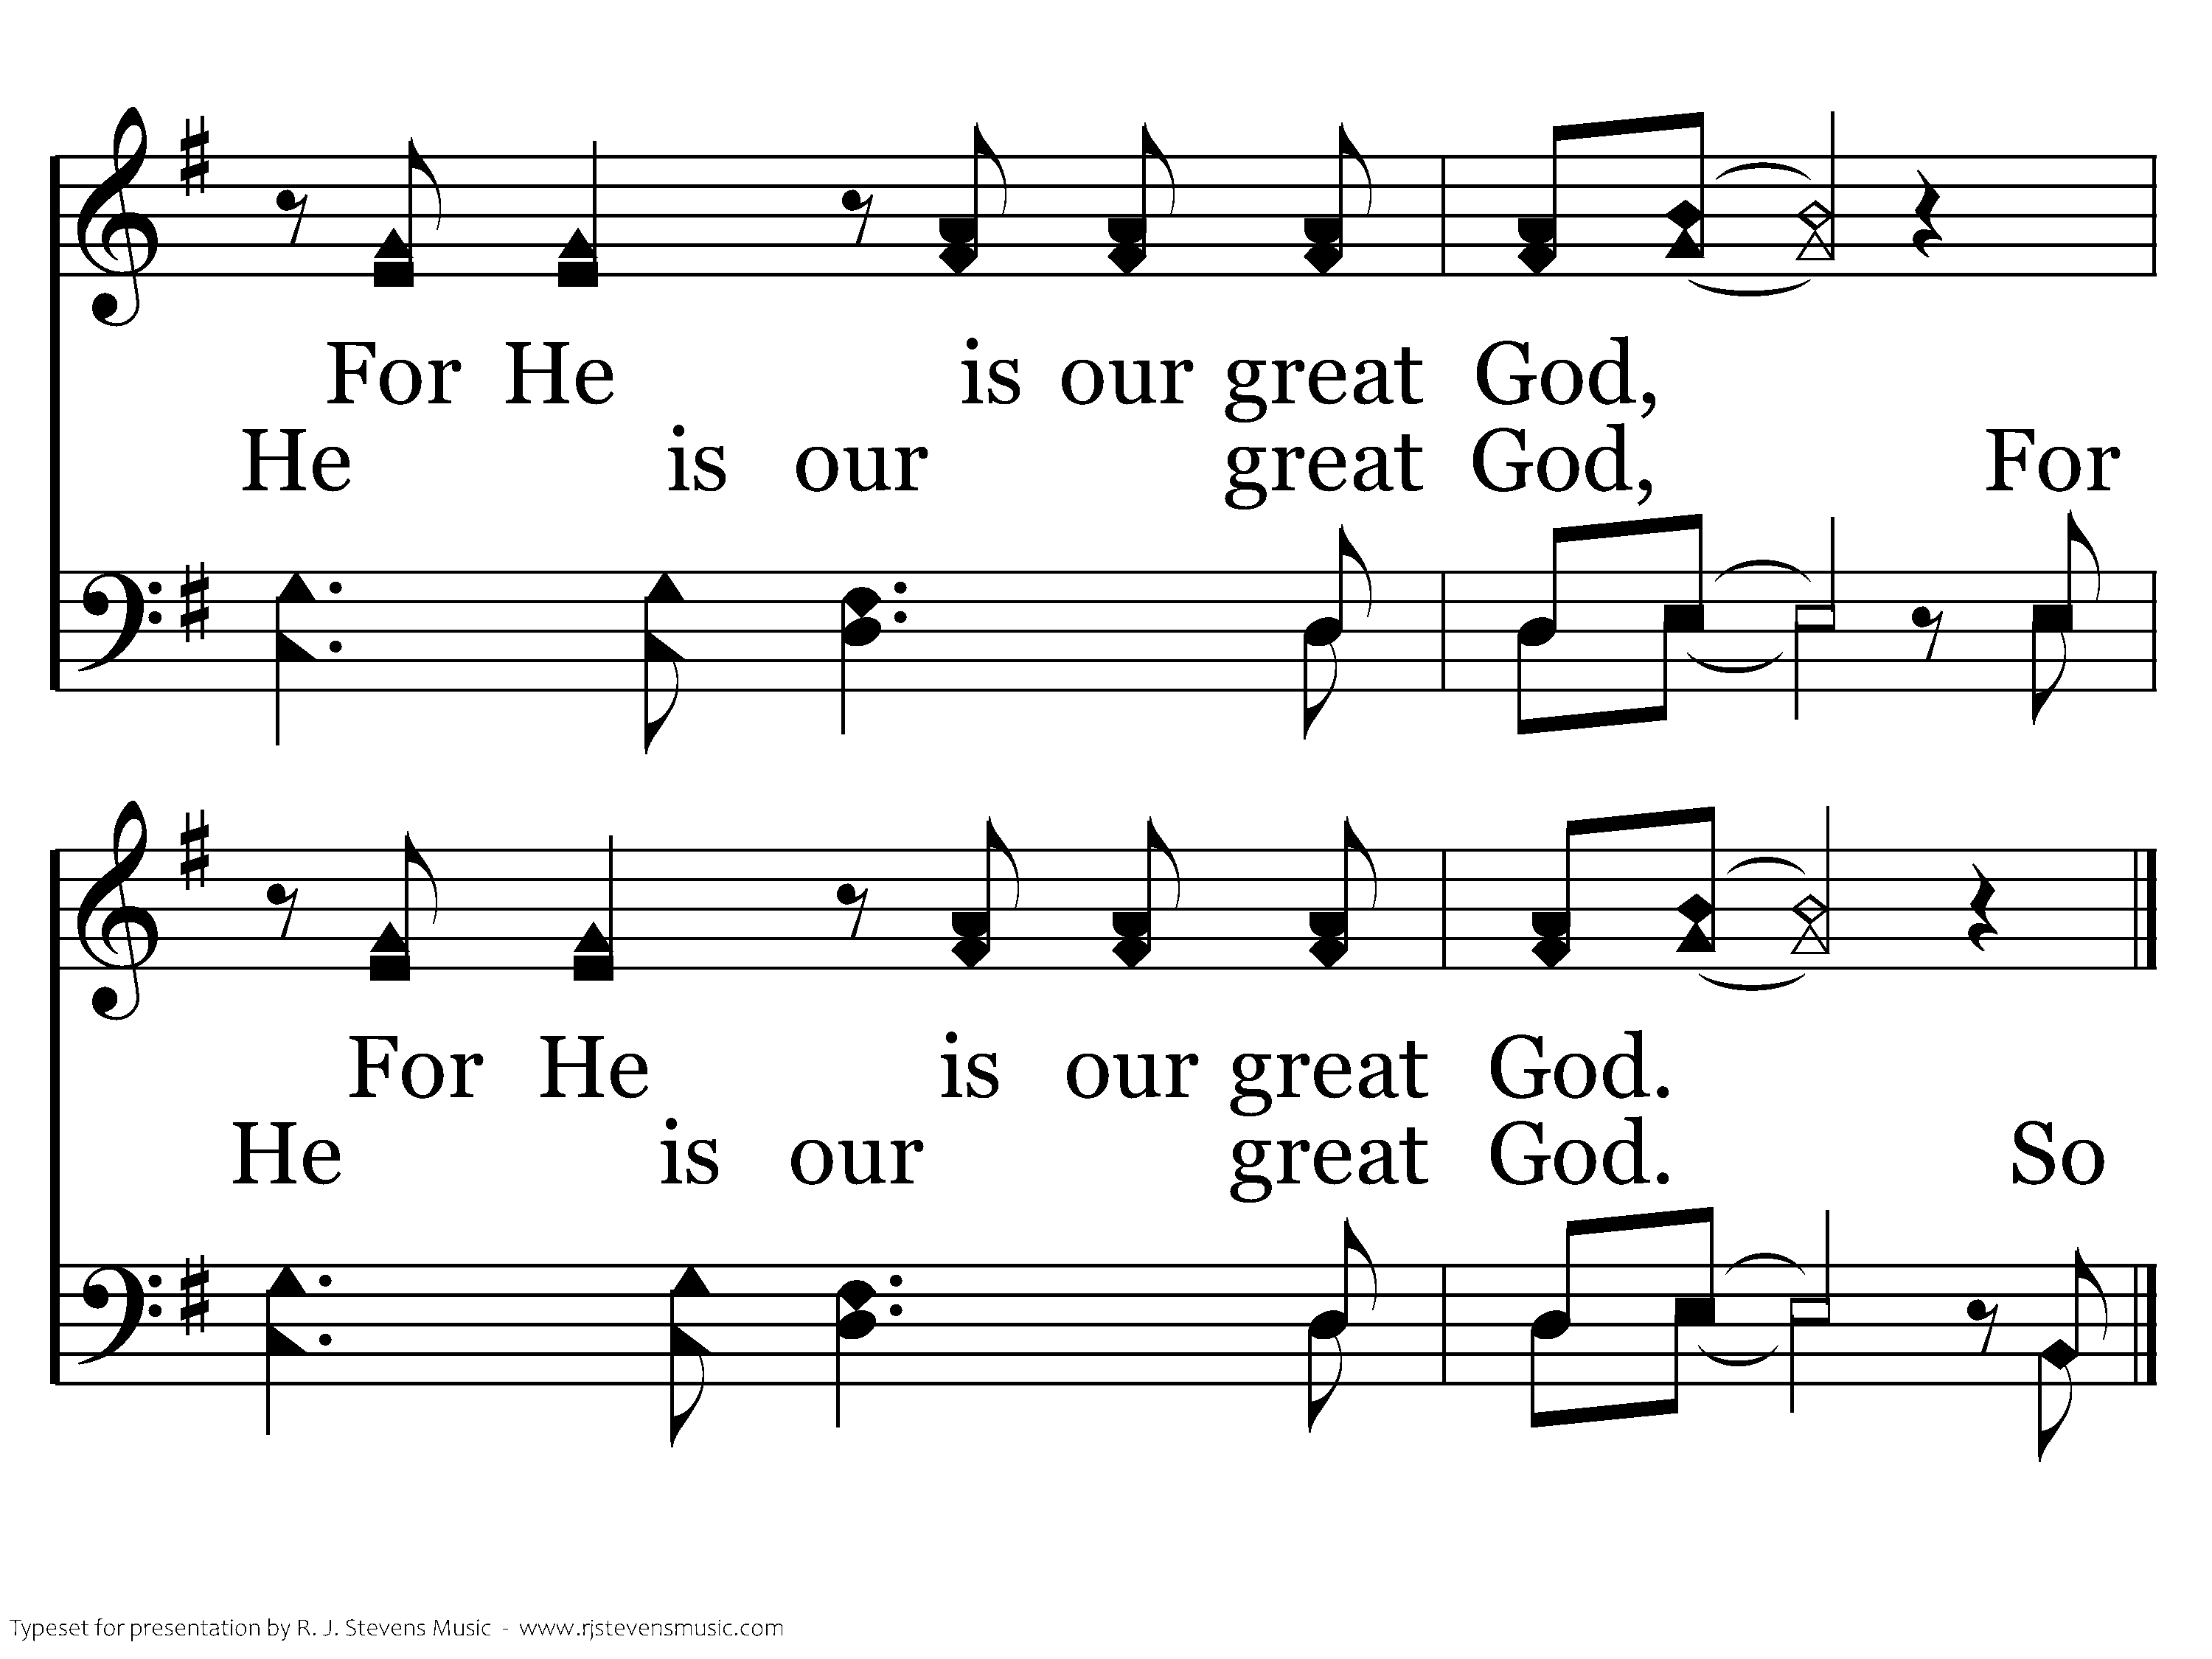 For He is our great God,
He is our great God, For
For He is our great God.
He is our great God. So
Typeset for presentation by R. J. Stevens Music - www.rjstevensmusic.com